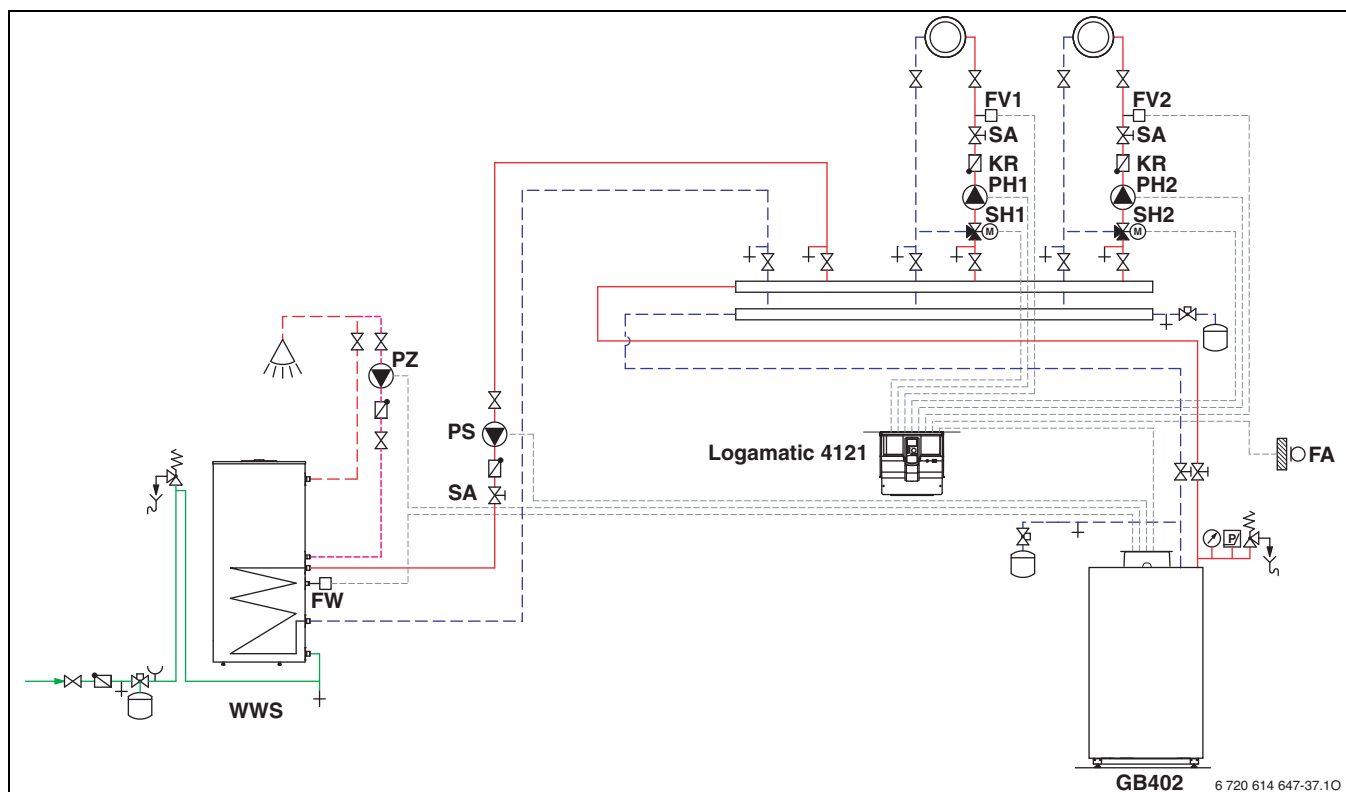 FV1 FV2
SA SA
KR KR
PH1 PH2
SH1 SH2
M M
PZ
PS
Logamatic 4121
FA
SA
P
FW
WWS
GB402
6 720 614 647-37.1O